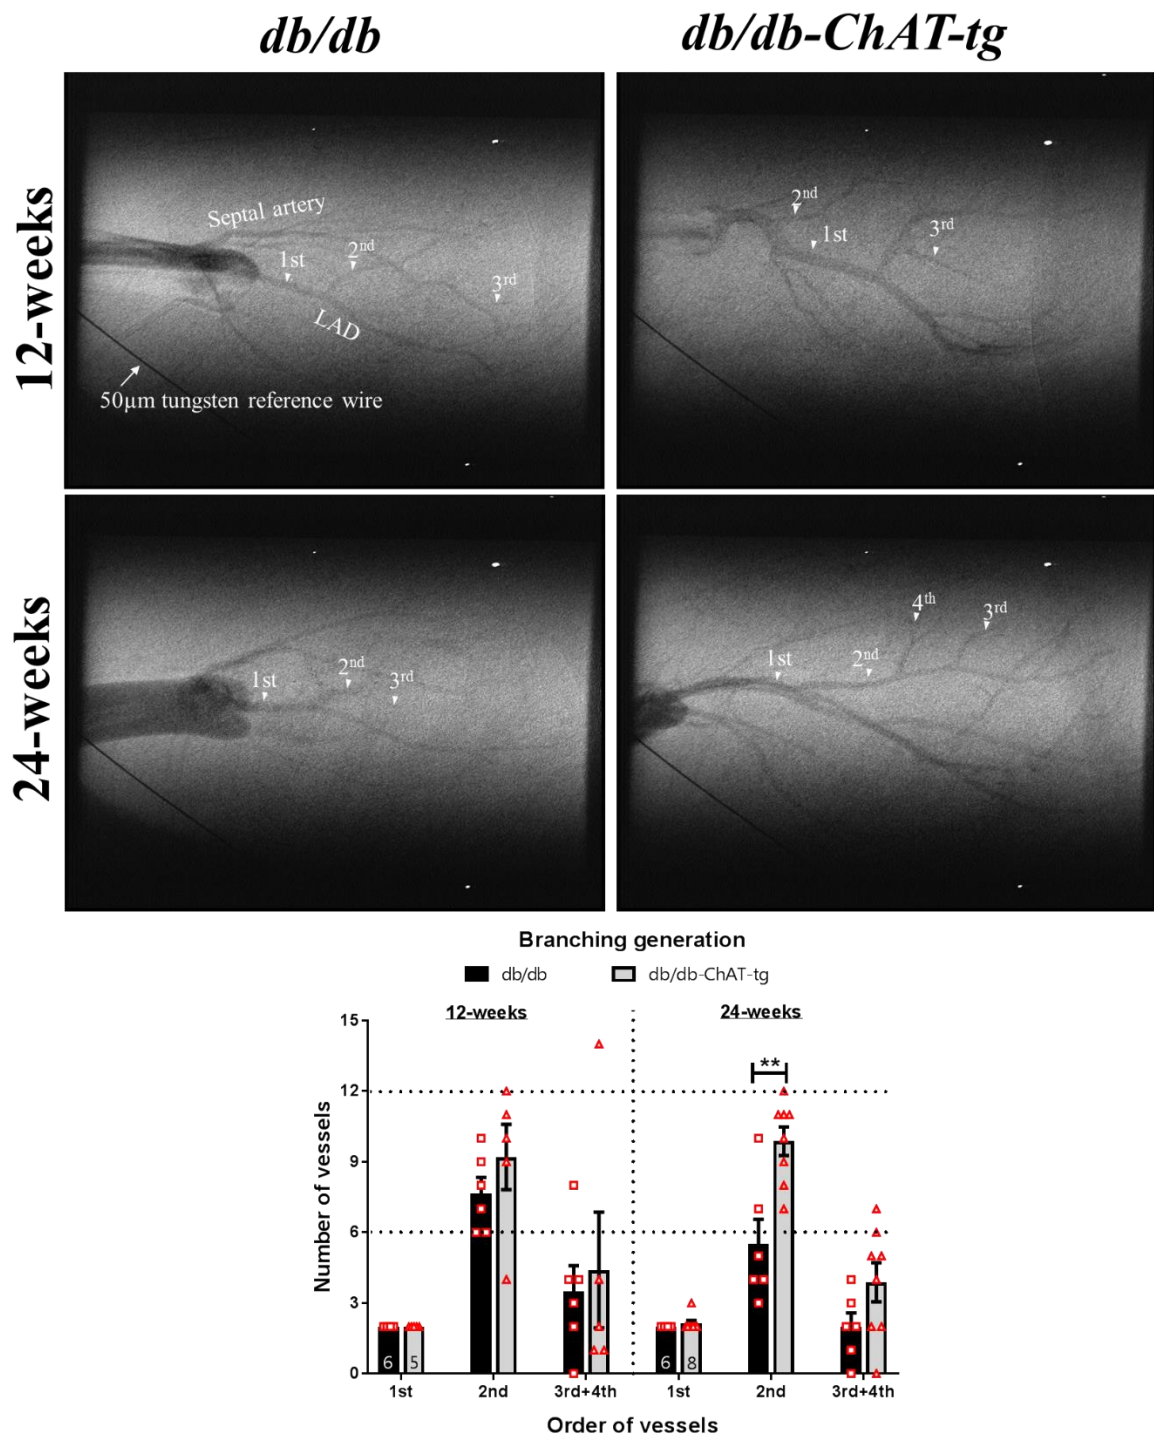 db/db
db/db-ChAT-tg
12-weeks
Septal artery
1st
2nd
3rd
LAD
50μm tungsten reference wire
2nd
1st
3rd
24-weeks
1st
2nd
3rd
4th
3rd
1st
2nd
Branching generation
db/db
db/db-ChAT-tg
12-weeks
24-weeks
**
Number of vessels
15
12
9
6
3
0
6
5
6
8
1st
2nd
3rd+4th
1st
2nd
3rd+4th
Order of vessels